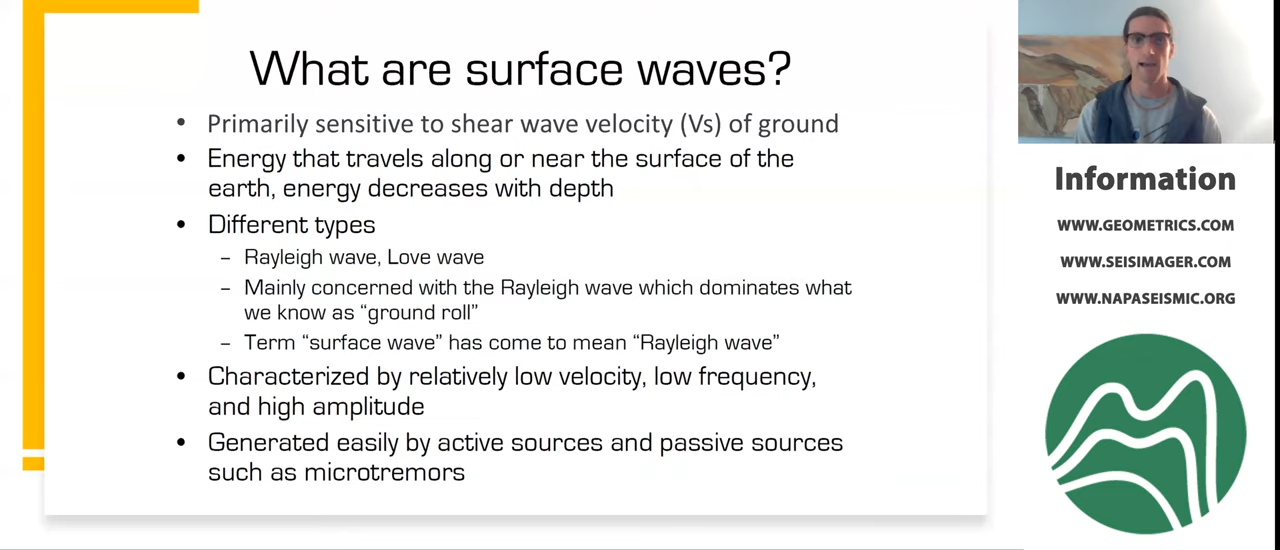 What are surface waves?
• Primarily sensitive to shear wave velocity (Vs) of ground
• Energy that travels along or near the surface of the
earth, energy decreases with depth
• Different types
– Rayleigh wave, Love wave
– Mainly concerned with the Rayleigh wave which dominates what
we know as “ground roll”
– Term “surface wave” has come to mean “Rayleigh wave”
• Characterized by relatively low velocity, low frequency,
and high amplitude
• Generated easily by active sources and passive sources
such as microtremors
Information
WWW.GEOMETRICS.COM
WWW.SEISIMAGER.COM
WWW.NAPASEISMIC.ORG